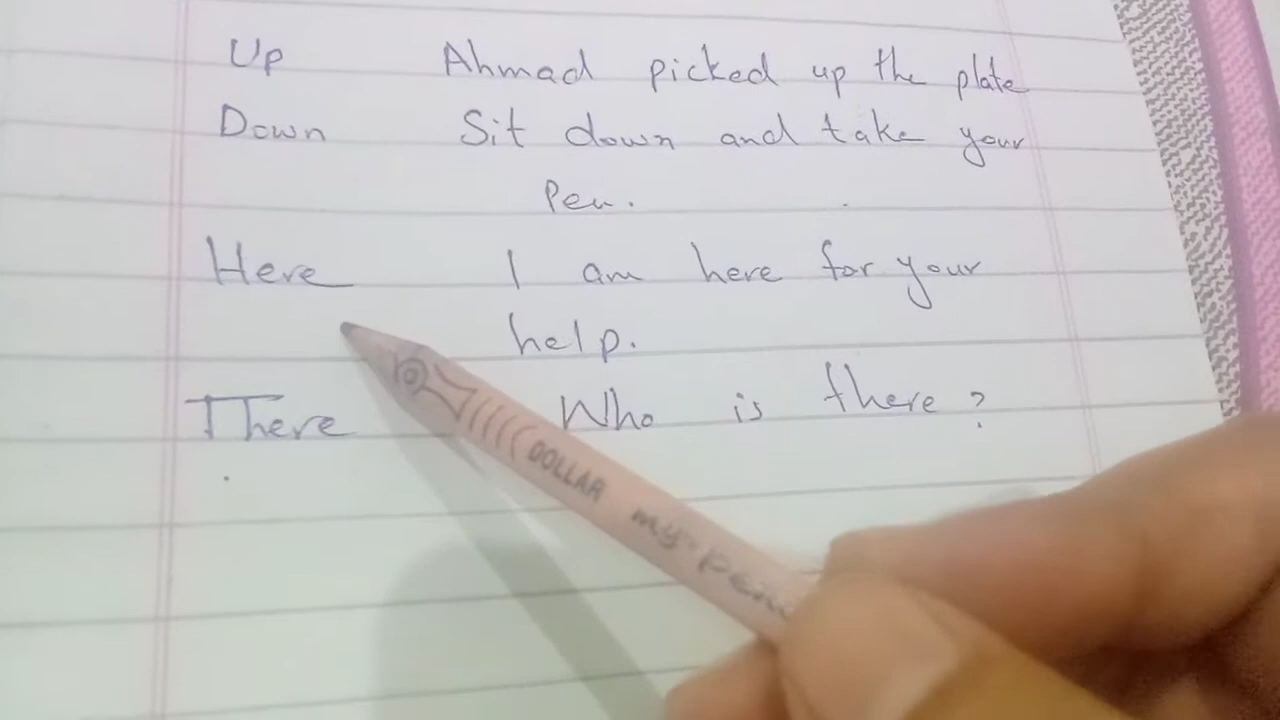 Up Ahmad picked up the plate
Down Sit down and take your
Pen.
Here I am here for your
help.
There Who is there?
DOLLAR my-pen